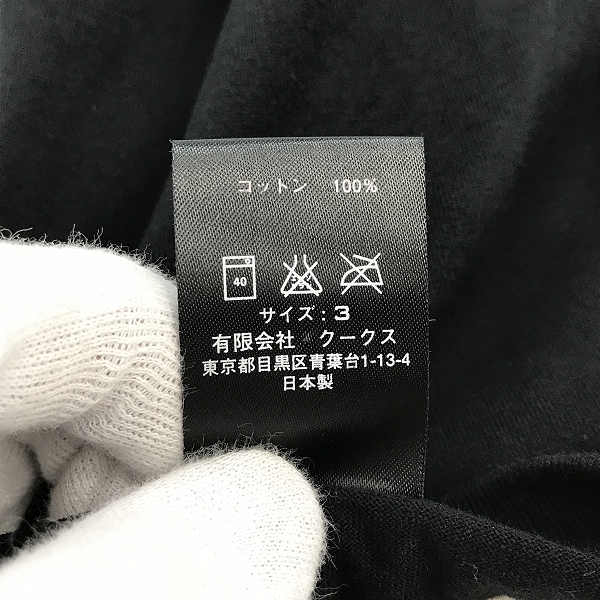 コットン 100%
40
サイズ : 3
有限会社 クークス
東京都目黒区青葉台1-13-4
日本製